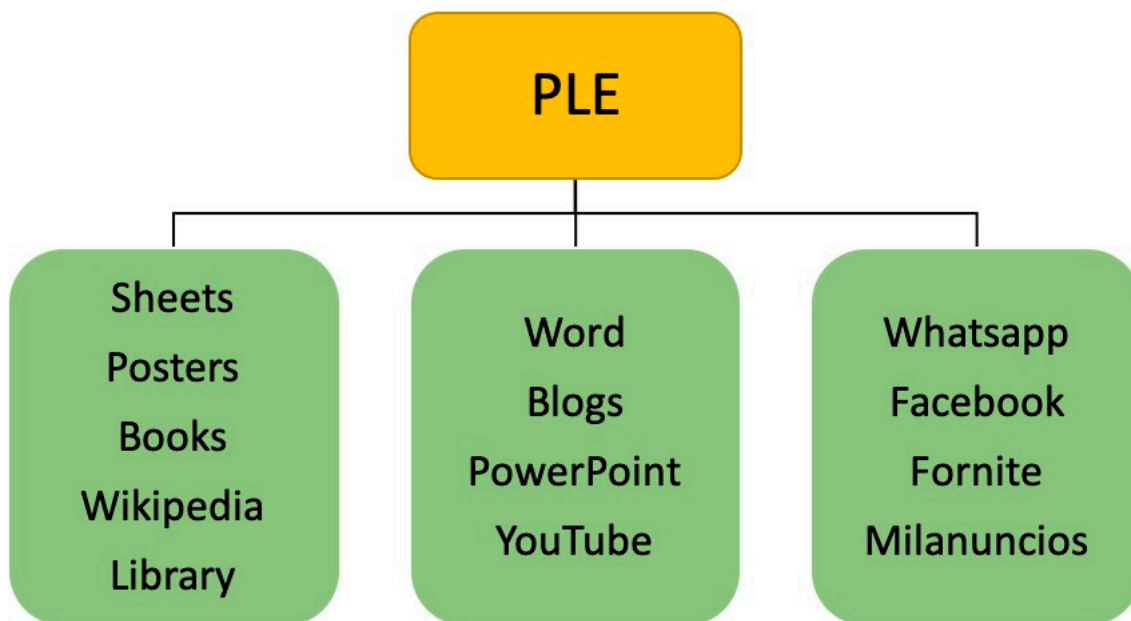 PLE
Sheets
Posters
Books
Wikipedia
Library
Word
Blogs
PowerPoint
YouTube
Whatsapp
Facebook
Fornite
Milanuncios